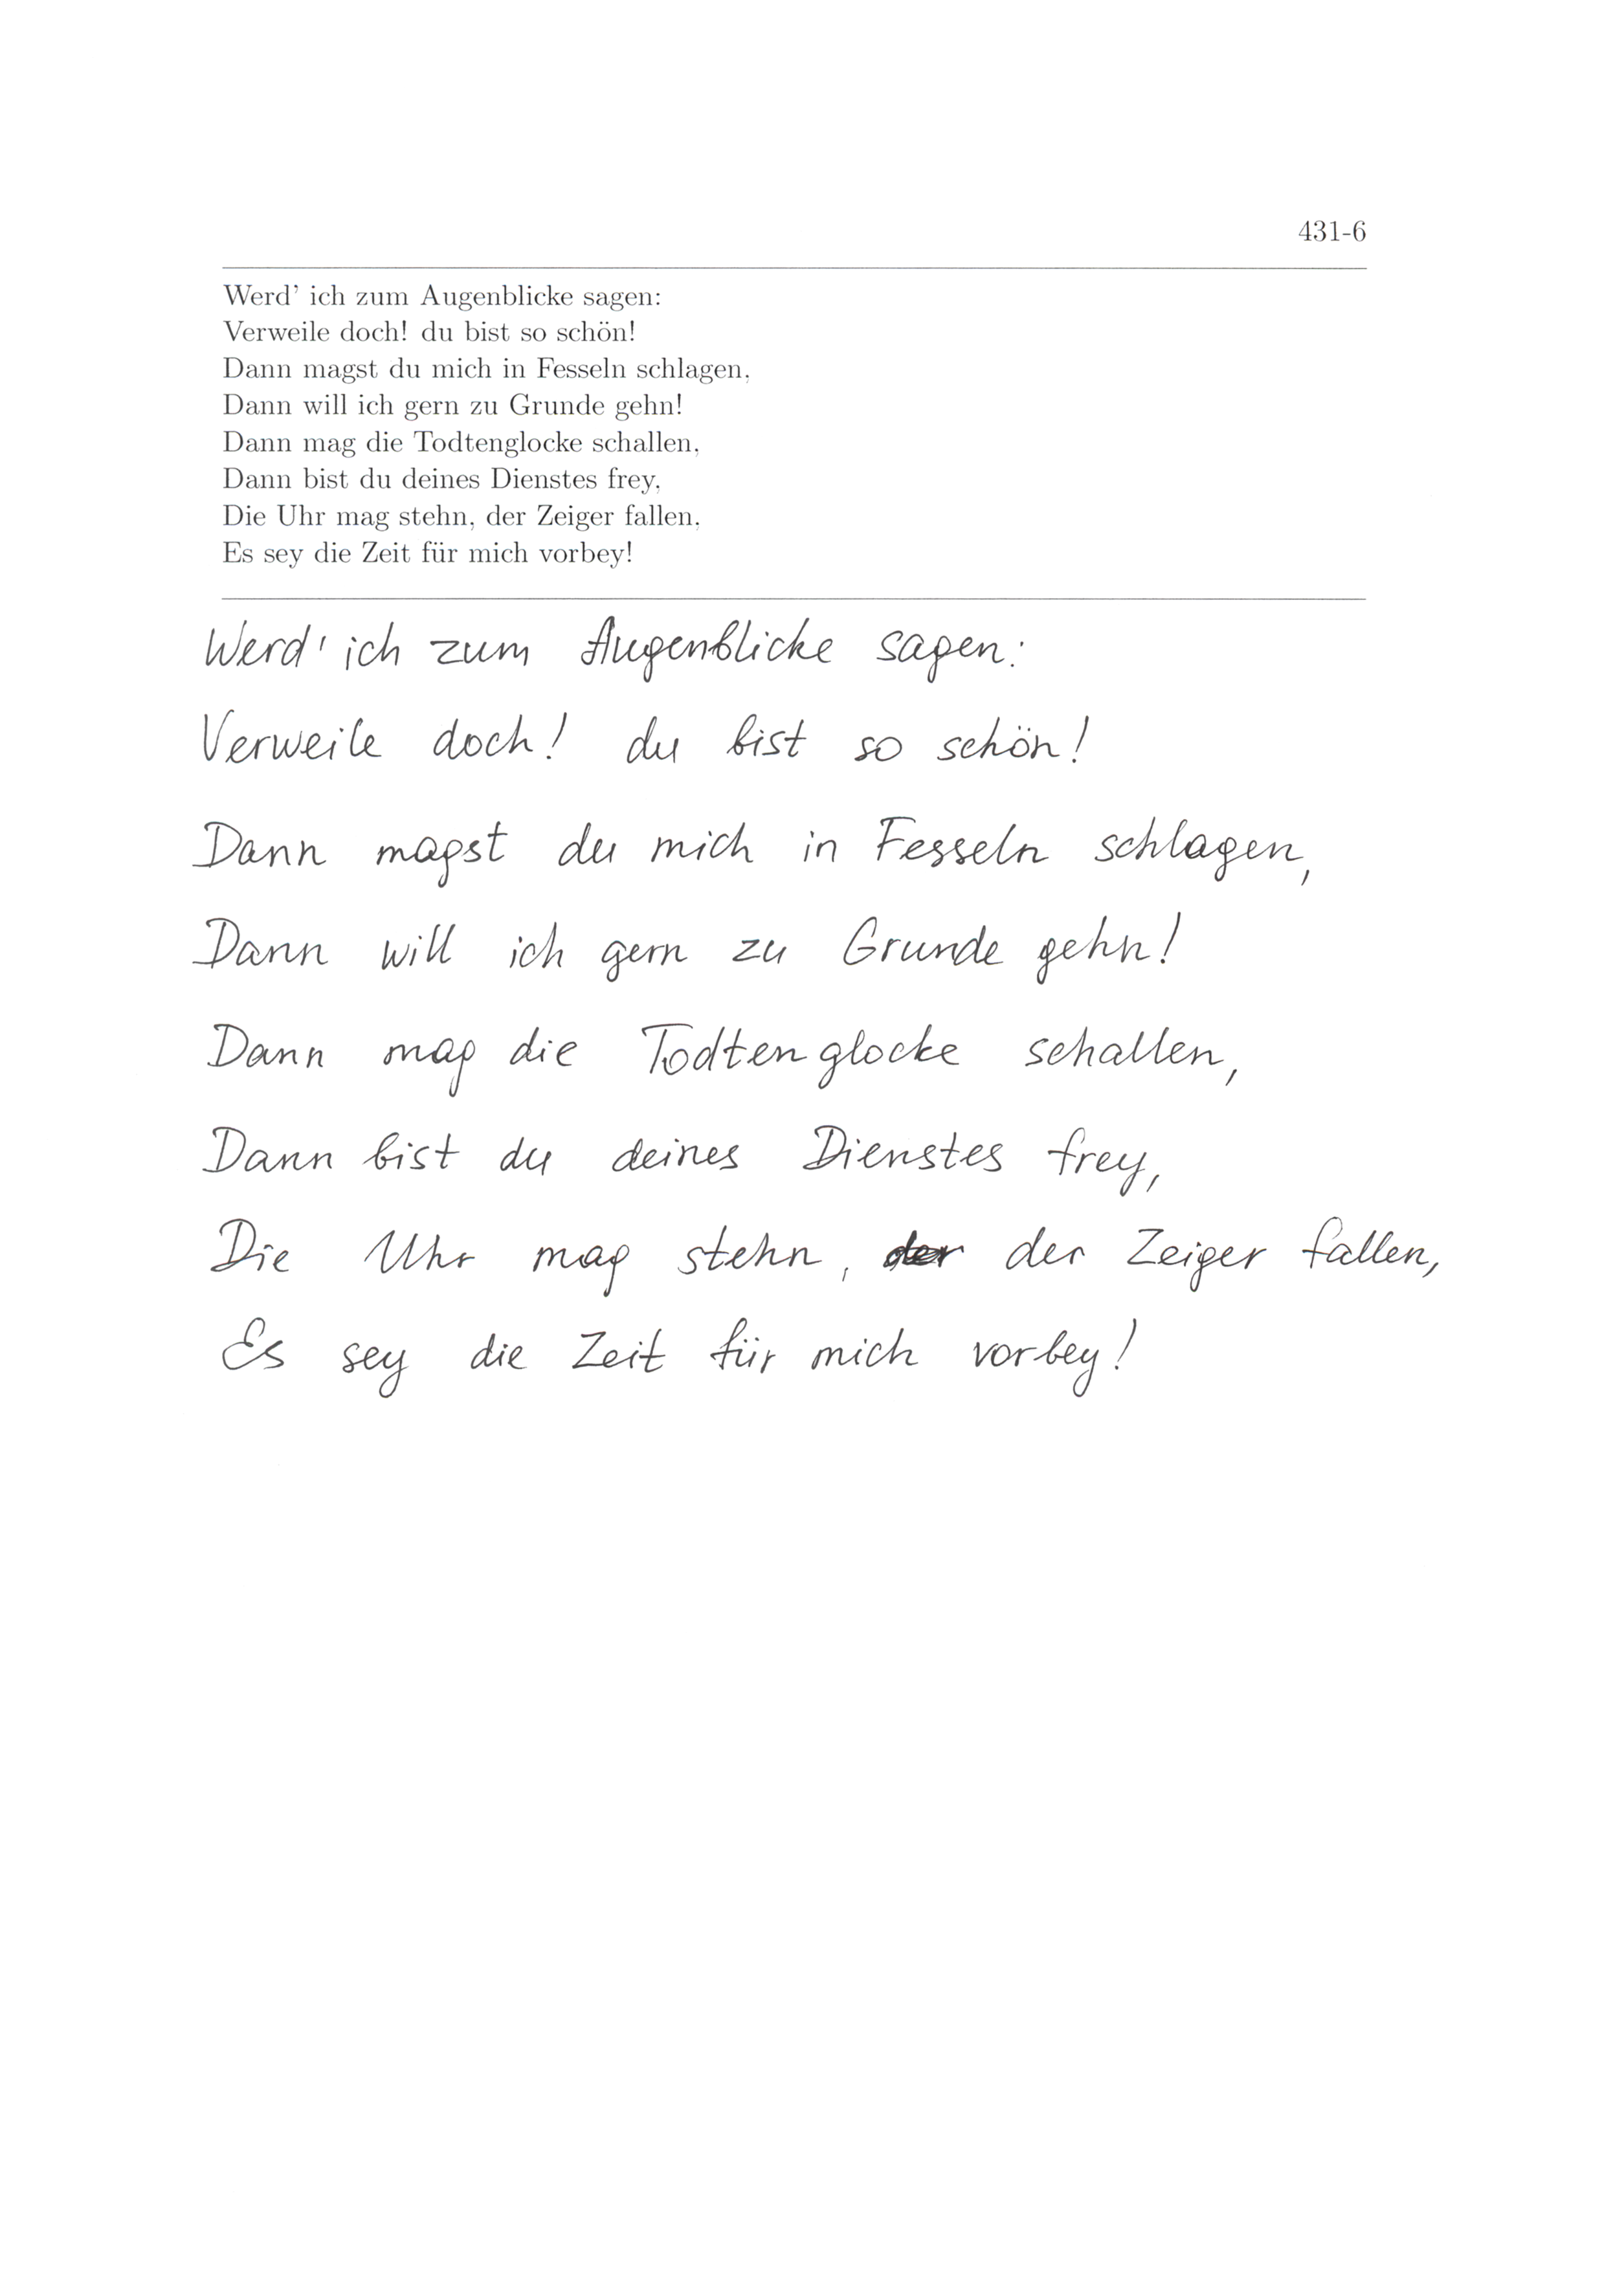 431-6
Werd' ich zum Augenblicke sagen:
Verweile doch! du bist so schön!
Dann magst du mich in Fesseln schlagen,
Dann will ich gern zu Grunde gehn!
Dann mag die Todtenglocke schallen,
Dann bist du deines Dienstes frey,
Die Uhr mag stehn, der Zeiger fallen,
Es sey die Zeit für mich vorbey!
Werd' ich zum Augenblicke sagen:
Verweile doch! du bist so schön!
Dann magst du mich in Fesseln schlagen,
Dann will ich gern zu Grunde gehn!
Dann mag die Todtenglocke schallen,
Dann bist du deines Dienstes frey,
Die Uhr mag stehn, der der Zeiger fallen,
Es sey die Zeit für mich vorbey!